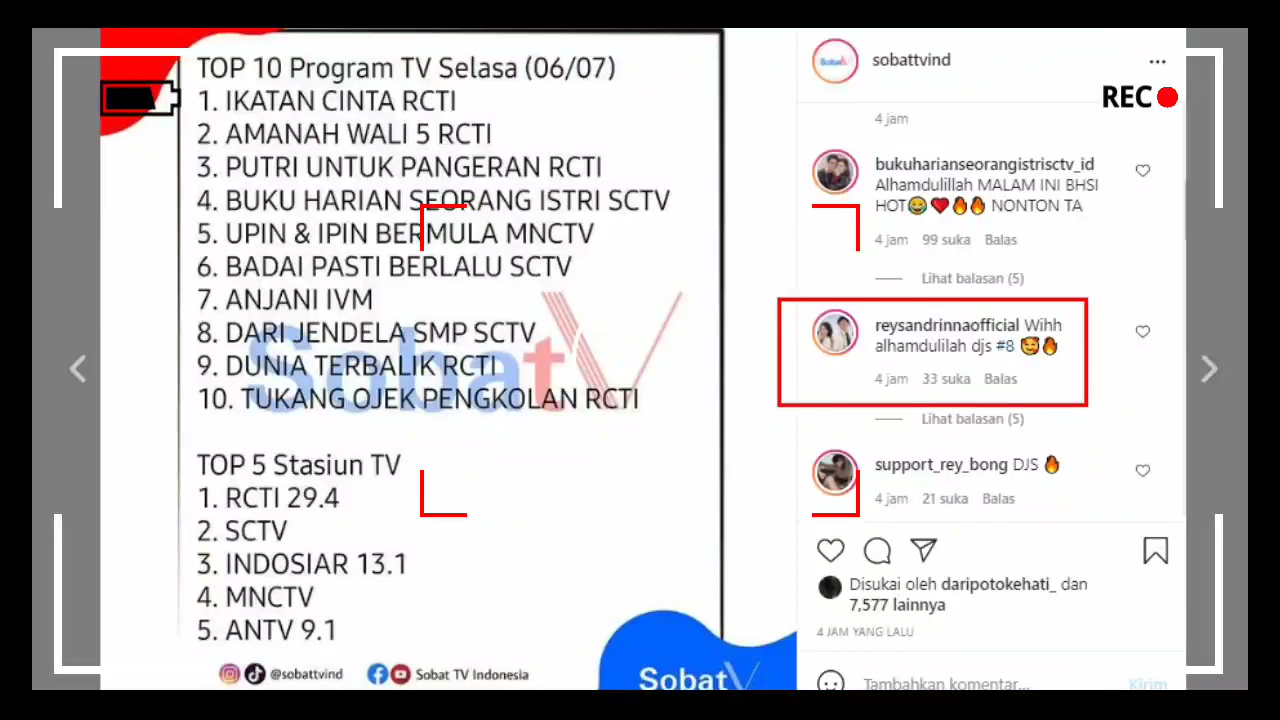 TOP 10 Program TV Selasa (06/07)
1. IKATAN CINTA RCTI
2. AMANAH WALI 5 RCTI
3. PUTRI UNTUK PANGERAN RCTI
4. BUKU HARIAN SEORANG ISTRI SCTV
5. UPIN & IPIN BERMULA MNCTV
6. BADAI PASTI BERLALU SCTV
7. ANJANI IVM
8. DARI JENDELA SMP SCTV
9. DUNIA TERBALIK RCTI
10. TUKANG OJEK PENGKOLAN RCTI
SobatV
TOP 5 Stasiun TV
1. RCTI 29.4
2. SCTV
3. INDOSIAR 13.1
4. MNCTV
5. ANTV 9.1
@sobattvind
Sobat TV Indonesia
SobatV
sobattvind
...
REC
4 jam
bukuharianseorangistrisctv_id
Alhamdulillah MALAM INI BHSI
HOT😂❤️🔥🔥 NONTON TA
4 jam 99 suka Balas
Lihat balasan (5)
reysandrinnaofficial Wihh
alhamdulilah djs #8 🥰🔥
4 jam 33 suka Balas
Lihat balasan (5)
support_rey_bong DJS 🔥
4 jam 21 suka Balas
Disukai oleh daripotokehati_ dan
7,577 lainnya
4 JAM YANG LALU
Tambahkan komentar...
Kirim